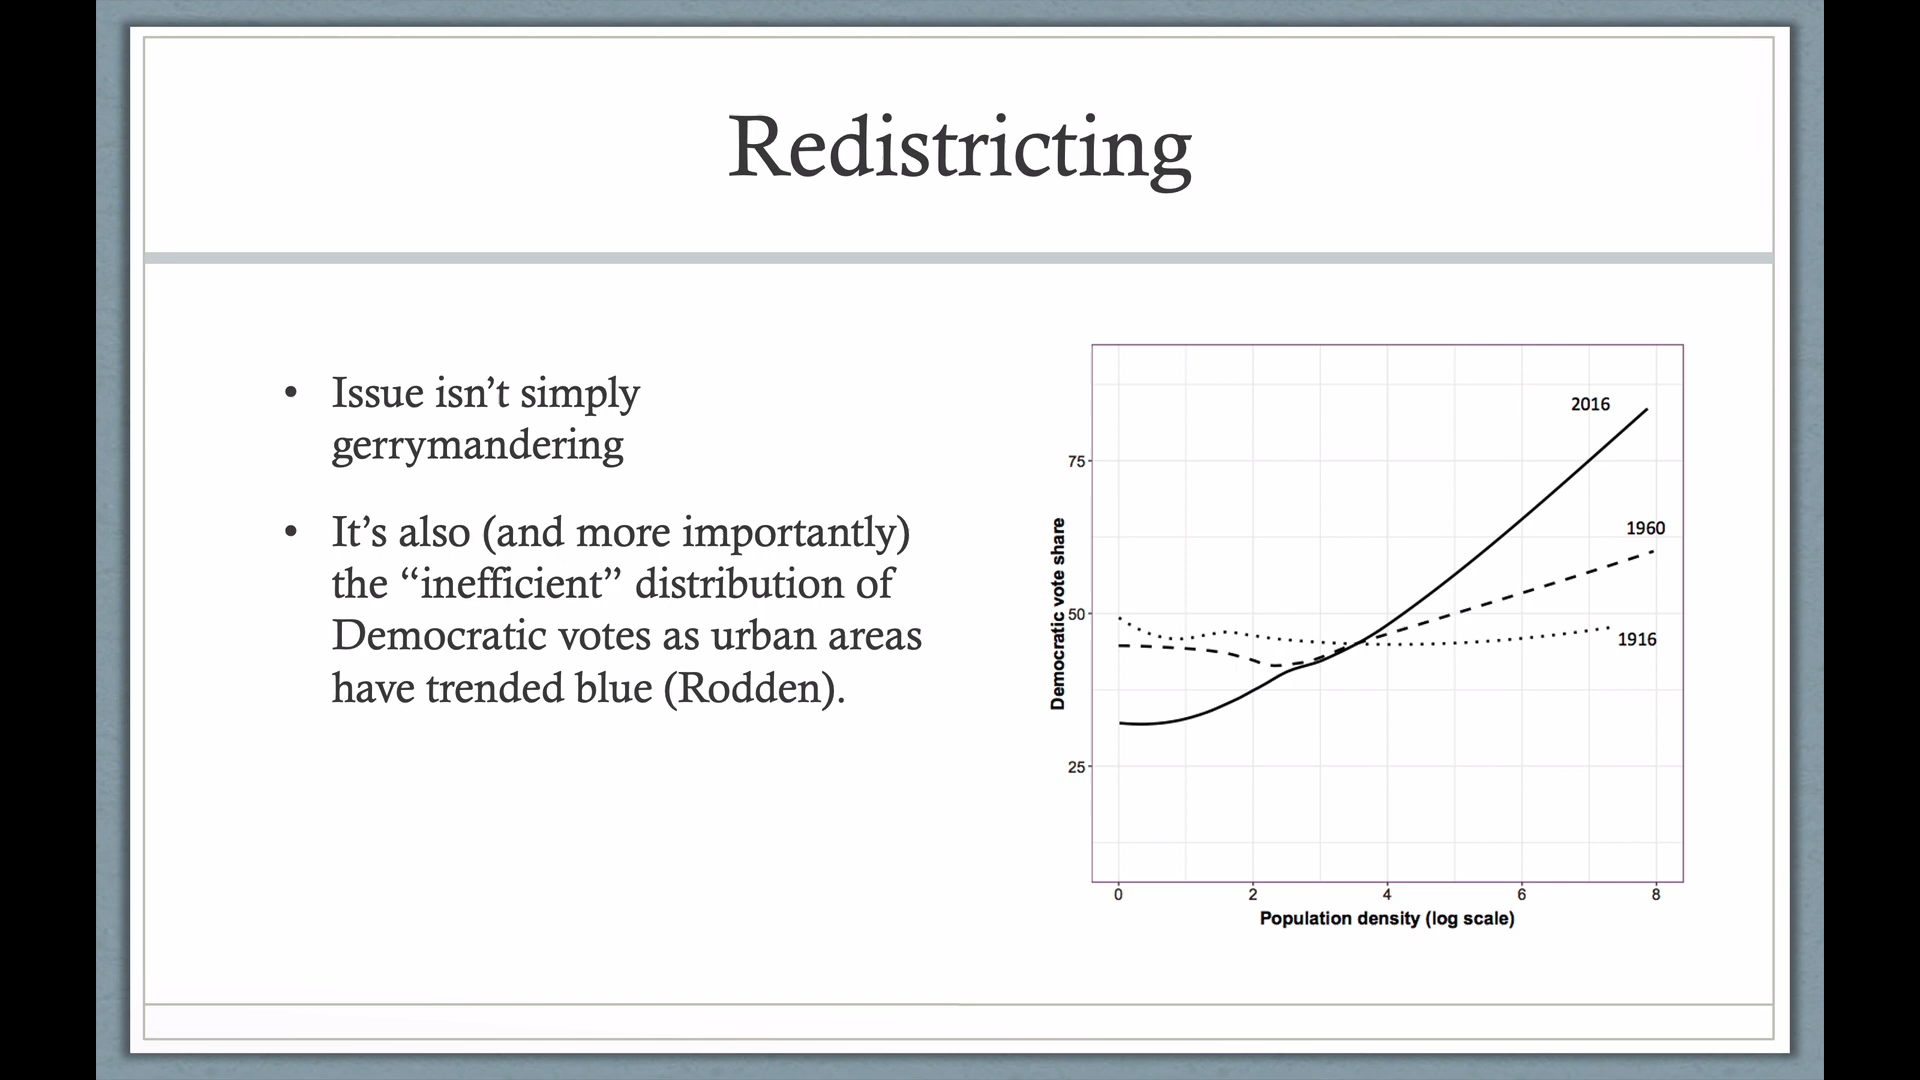 Redistricting
• Issue isn’t simply
gerrymandering
• It’s also (and more importantly)
the “inefficient” distribution of
Democratic votes as urban areas
have trended blue (Rodden).
2016
75
1960
50
1916
25
Democratic vote share
0 2 4 6 8
Population density (log scale)